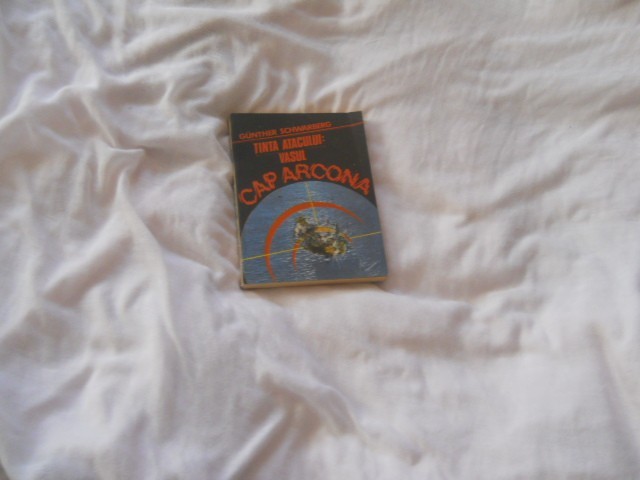 GÜNTHER SCHWARBERG
ȚINTA ATACULUI:
VASUL
CAP ARCONA